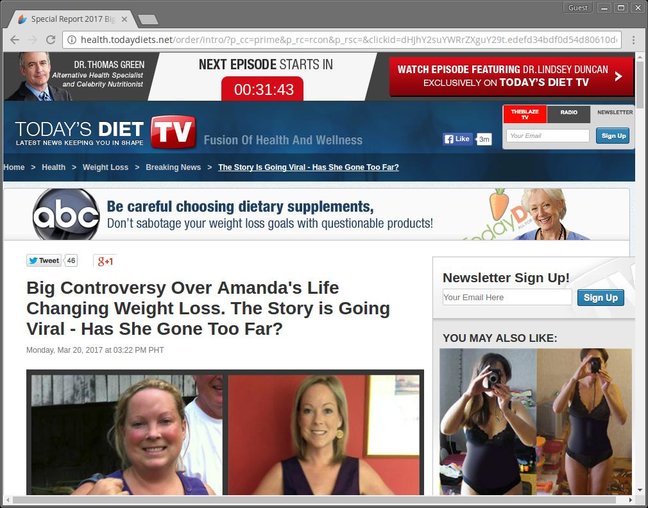 Guest
Special Report 2017 Big
health.todaydiets.net/order/intro/?p_cc=prime&p_rc=rcon&p_rsc=&clickid=dHJhY2suYWRrZXguY29t.edefd34bdf0d54d80610d
DR.THOMAS GREEN
Alternative Health Specialist
and Celebrity Nutritionist
NEXT EPISODE STARTS IN
00:31:43
WATCH EPISODE FEATURING DR.LINDSEY DUNCAN
EXCLUSIVELY ON TODAY'S DIET TV
TODAY'S DIET TV
LATEST NEWS KEEPING YOU IN SHAPE
Fusion Of Health And Wellness
Like 3m
THEBLAZE TV
RADIO
NEWSLETTER
Your Email
Sign Up
Home > Health > Weight Loss > Breaking News > The Story Is Going Viral - Has She Gone Too Far?
abc
Be careful choosing dietary supplements,
Don't sabotage your weight loss goals with questionable products!
Tweet 46
g+1
Big Controversy Over Amanda's Life
Changing Weight Loss. The Story is Going
Viral - Has She Gone Too Far?
Monday, Mar 20, 2017 at 03:22 PM PHT
Newsletter Sign Up!
Your Email Here
Sign Up
YOU MAY ALSO LIKE: